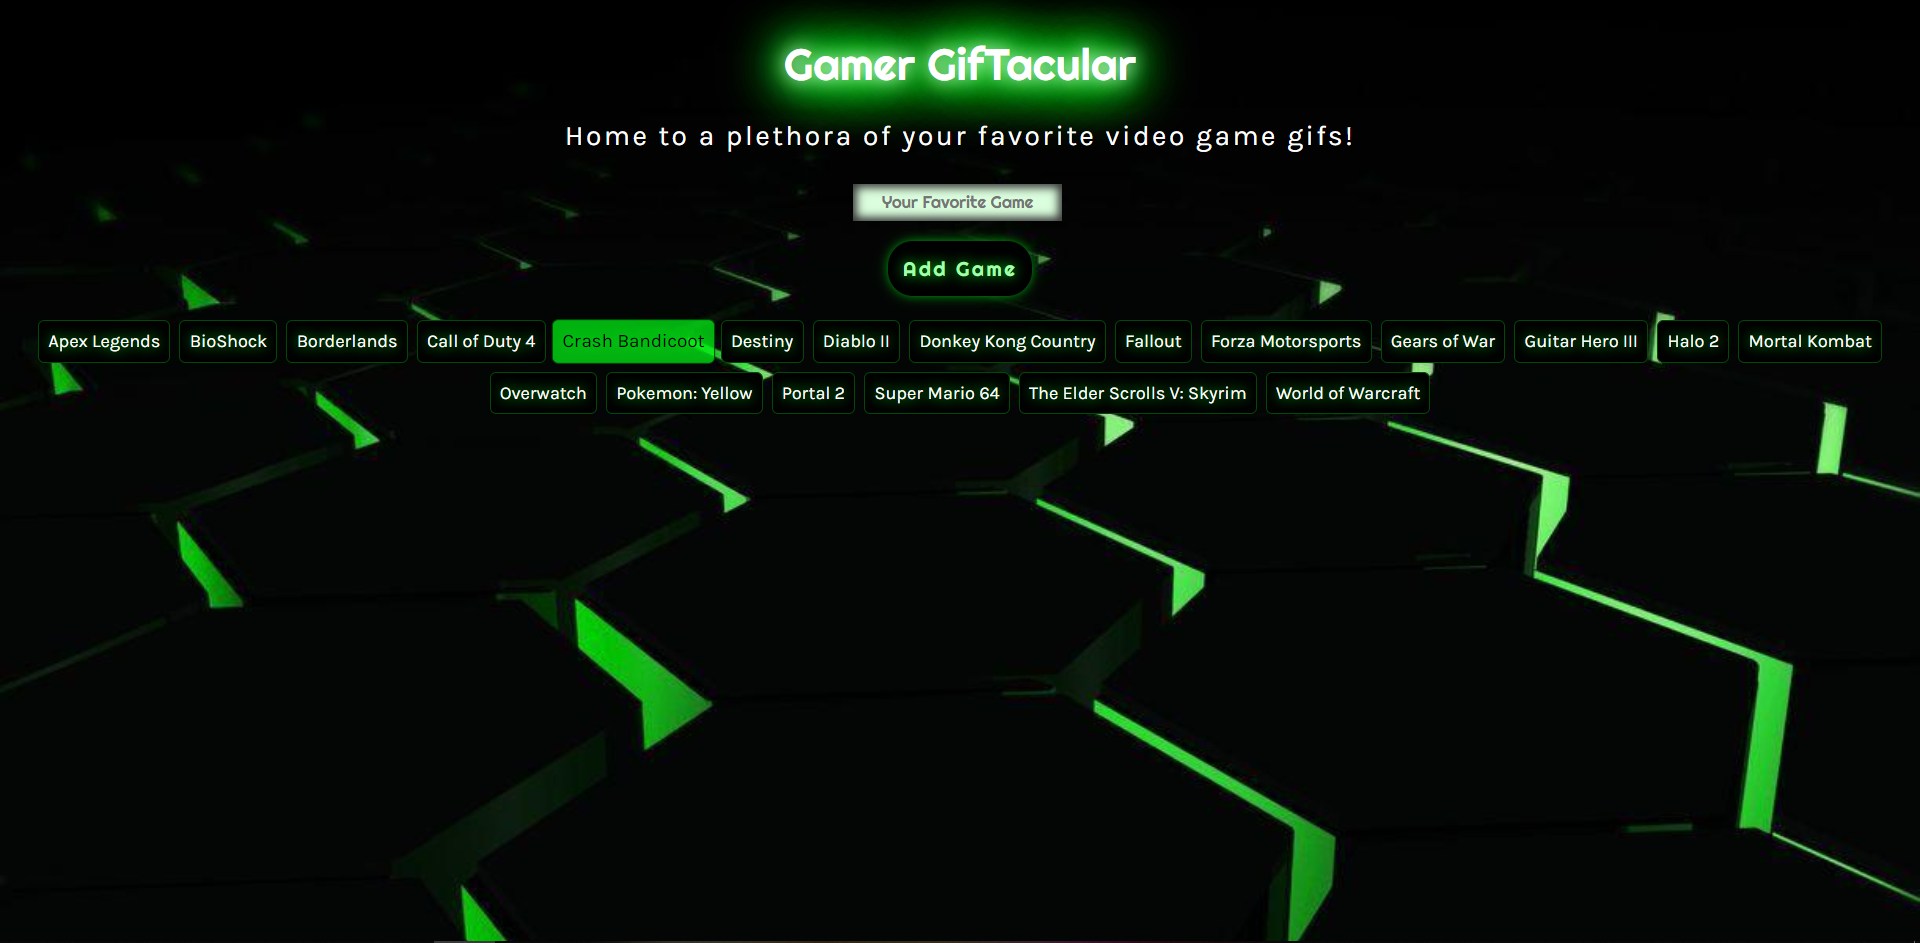 Gamer GifTacular
Home to a plethora of your favorite video game gifs!
Your Favorite Game
Add Game
Apex Legends BioShock Borderlands Call of Duty 4 Crash Bandicoot Destiny Diablo II Donkey Kong Country Fallout Forza Motorsports Gears of War Guitar Hero III Halo 2 Mortal Kombat
Overwatch Pokemon: Yellow Portal 2 Super Mario 64 The Elder Scrolls V: Skyrim World of Warcraft